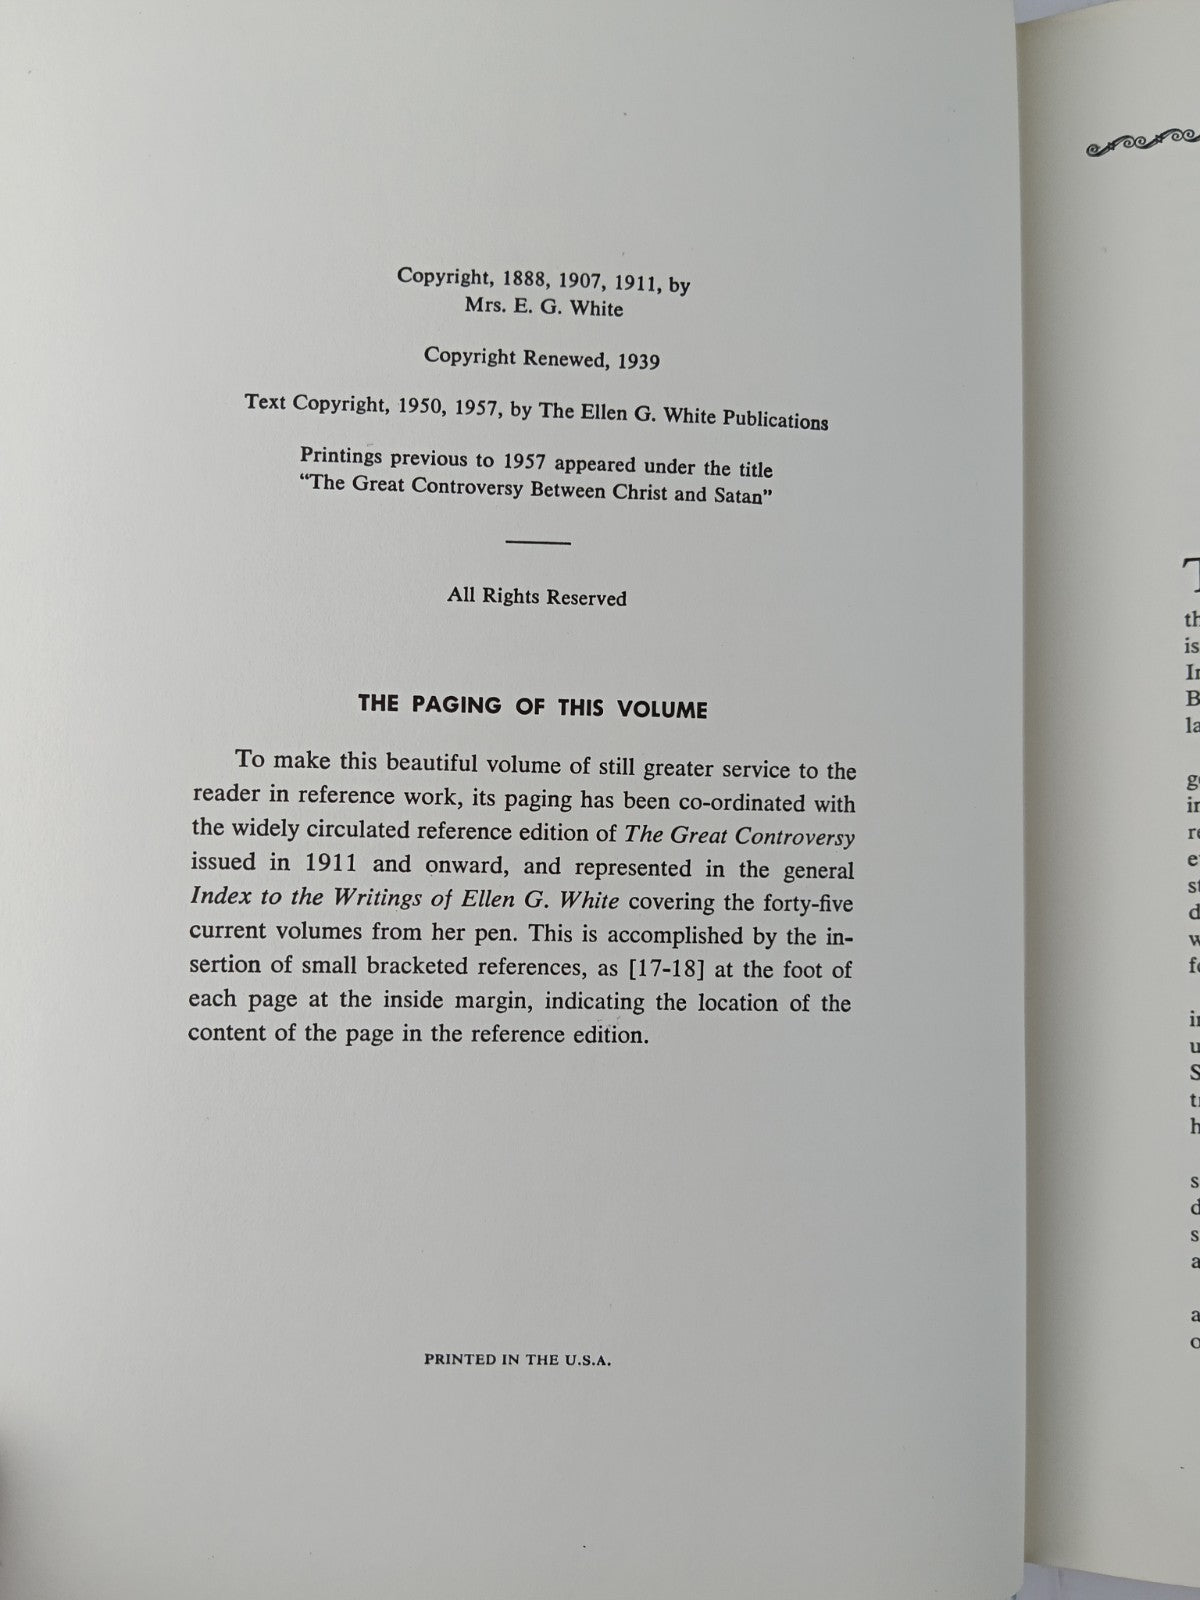 Copyright, 1888, 1907, 1911, by
Mrs. E. G. White
Copyright Renewed, 1939
Text Copyright, 1950, 1957, by The Ellen G. White Publications
Printings previous to 1957 appeared under the title
“The Great Controversy Between Christ and Satan”
All Rights Reserved
THE PAGING OF THIS VOLUME
To make this beautiful volume of still greater service to the
reader in reference work, its paging has been co-ordinated with
the widely circulated reference edition of The Great Controversy
issued in 1911 and onward, and represented in the general
Index to the Writings of Ellen G. White covering the forty-five
current volumes from her pen. This is accomplished by the in-
sertion of small bracketed references, as [17-18] at the foot of
each page at the inside margin, indicating the location of the
content of the page in the reference edition.
PRINTED IN THE U.S.A.